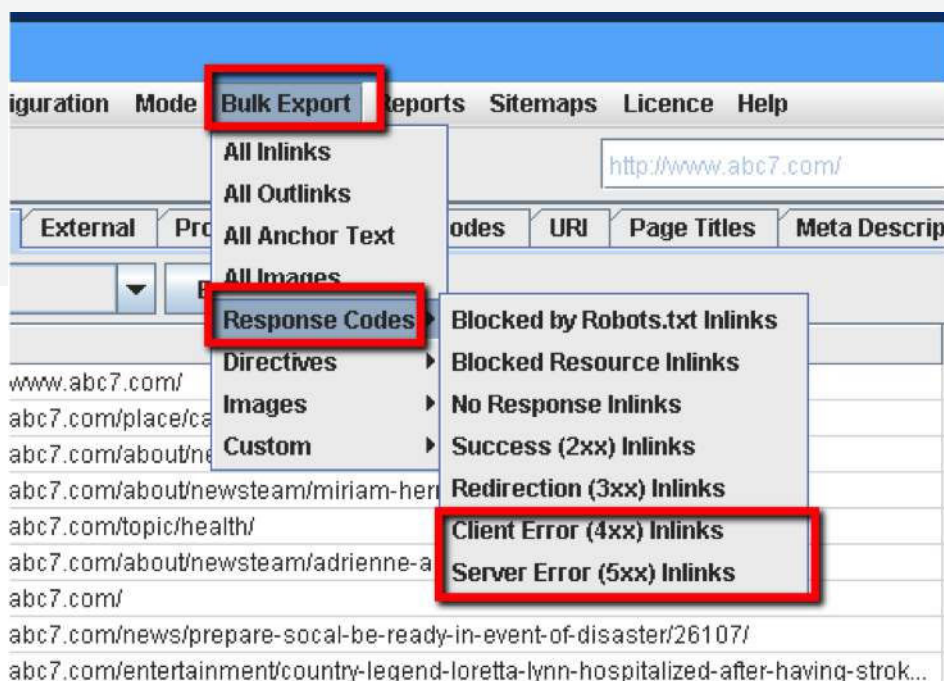 iguration Mode Bulk Export Reports Sitemaps Licence Help
All Inlinks
http://www.abc7.com/
All Outlinks
External Pro All Anchor Text odes URI Page Titles Meta Descrip
All Images
Response Codes Blocked by Robots.txt Inlinks
Directives Blocked Resource Inlinks
www.abc7.com/
Images No Response Inlinks
abc7.com/place/ca
Custom Success (2xx) Inlinks
abc7.com/about/ne
abc7.com/about/newsteam/miriam-her Redirection (3xx) Inlinks
abc7.com/topic/health/ Client Error (4xx) Inlinks
abc7.com/about/newsteam/adrienne-a Server Error (5xx) Inlinks
abc7.com/
abc7.com/news/prepare-socal-be-ready-in-event-of-disaster/26107/
abc7.com/entertainment/country-legend-loretta-lynn-hospitalized-after-having-strok...